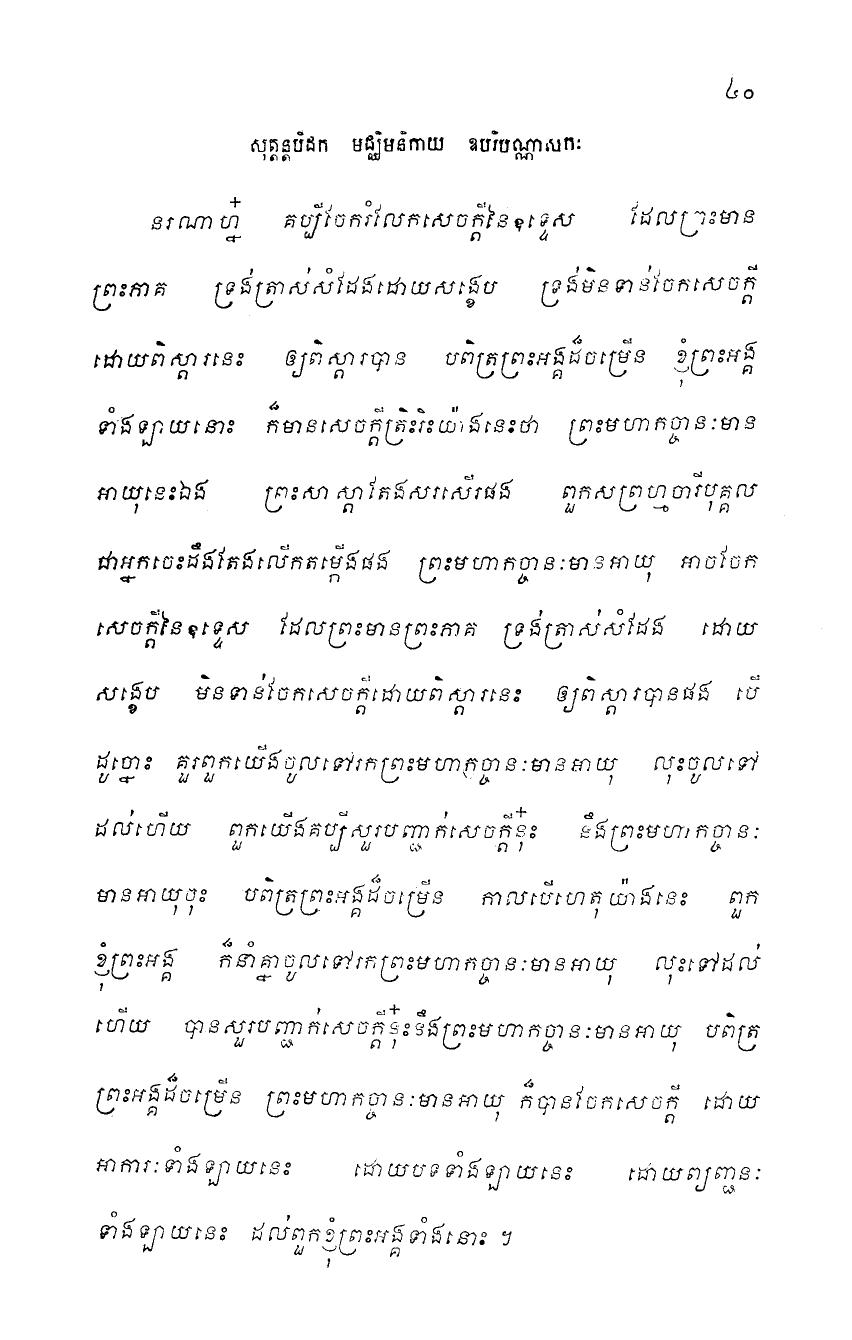 ៤០
សុត្តន្តបិដក មជ្ឈិមនិកាយ ឧបរិបណ្ណាសកៈ
នរណាហ្ន៎ គប្បីចែករំលែកសេចក្តីនៃឧទ្ទេស ដែលព្រះមាន
ព្រះភាគ ទ្រង់ត្រាស់សំដែងដោយសង្ខេប ទ្រង់មិនទាន់ចែកសេចក្តី
ដោយពិស្តារនេះ ឲ្យពិស្តារបាន បពិត្រព្រះអង្គដ៏ចម្រើន ខ្ញុំព្រះអង្គ
ទាំងឡាយនោះ ក៏មានសេចក្តីត្រិះរិះយ៉ាងនេះថា ព្រះមហាកច្ចានៈមាន
អាយុនេះឯង ព្រះសាស្តាតែងសរសើរផង ពួកសព្រហ្មចារីបុគ្គល
ជាអ្នកចេះដឹងតែងលើកតម្កើងផង ព្រះមហាកច្ចានៈមានអាយុ អាចចែក
សេចក្តីនៃឧទ្ទេស ដែលព្រះមានព្រះភាគ ទ្រង់ត្រាស់សំដែង ដោយ
សង្ខេប មិនទាន់ចែកសេចក្តីដោយពិស្តារនេះ ឲ្យពិស្តារបានផង បើ
ដូច្នោះ គួរពួកយើងចូលទៅរកព្រះមហាកច្ចានៈមានអាយុ លុះចូលទៅ
ដល់ហើយ ពួកយើងគប្បីសួរបញ្ជាក់សេចក្តីនុ៎ះ នឹងព្រះមហាកច្ចានៈ
មានអាយុចុះ បពិត្រព្រះអង្គដ៏ចម្រើន កាលបើហេតុយ៉ាងនេះ ពួក
ខ្ញុំព្រះអង្គ ក៏នាំគ្នាចូលទៅរកព្រះមហាកច្ចានៈមានអាយុ លុះទៅដល់
ហើយ បានសួរបញ្ជាក់សេចក្តីនុ៎ះនឹងព្រះមហាកច្ចានៈមានអាយុ បពិត្រ
ព្រះអង្គដ៏ចម្រើន ព្រះមហាកច្ចានៈមានអាយុ ក៏បានចែកសេចក្តី ដោយ
អាការៈទាំងឡាយនេះ ដោយបទទាំងឡាយនេះ ដោយព្យញ្ជនៈ
ទាំងឡាយនេះ ដល់ពួកខ្ញុំព្រះអង្គទាំងនោះ ។